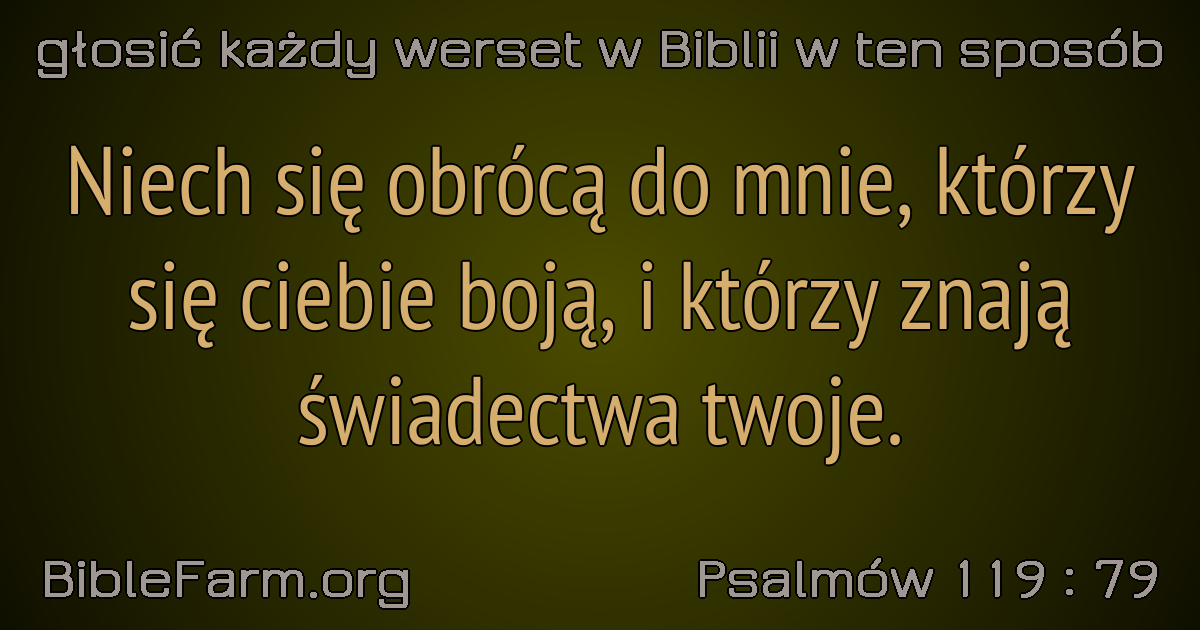 głosić każdy werset w Biblii w ten sposób
Niech się obrócą do mnie, którzy
się ciebie boją, i którzy znają
świadectwa twoje.
BibleFarm.org
Psalmów 119 : 79